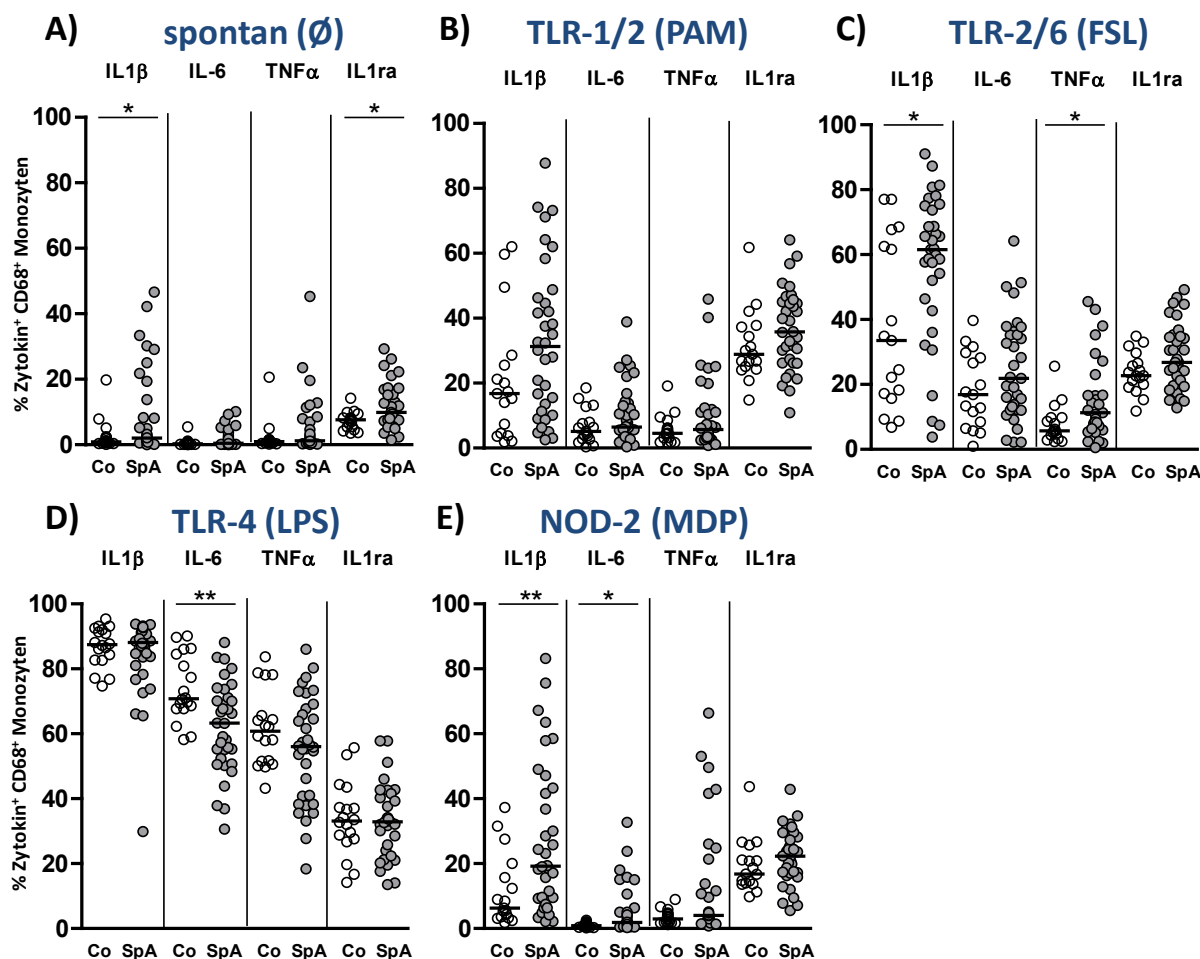 A) spontan (Ø)
IL1β IL-6 TNFα IL1ra
* *
100
80
60
40
20
0
% Zytokin⁺ CD68⁺ Monozyten
Co SpA Co SpA Co SpA Co SpA
B) TLR-1/2 (PAM)
IL1β IL-6 TNFα IL1ra
100
80
60
40
20
0
Co SpA Co SpA Co SpA Co SpA
C) TLR-2/6 (FSL)
IL1β IL-6 TNFα IL1ra
* *
100
80
60
40
20
0
Co SpA Co SpA Co SpA Co SpA
D) TLR-4 (LPS)
IL1β IL-6 TNFα IL1ra
**
100
80
60
40
20
0
% Zytokin⁺ CD68⁺ Monozyten
Co SpA Co SpA Co SpA Co SpA
E) NOD-2 (MDP)
IL1β IL-6 TNFα IL1ra
** *
100
80
60
40
20
0
Co SpA Co SpA Co SpA Co SpA